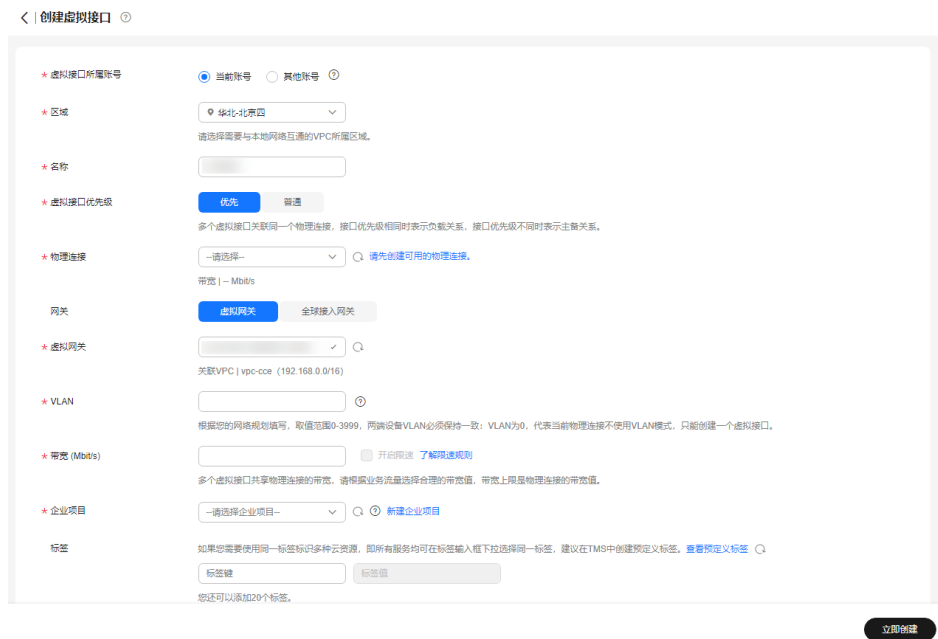 创建虚拟接口
* 虚拟接口所属账号 当前账号 其他账号
* 区域 华北-北京四
请选择需要与本地网络互通的VPC所属区域。
* 名称
* 虚拟接口优先级 优先 普通
多个虚拟接口关联同一个物理连接，接口优先级相同时表示负载关系，接口优先级不同时表示主备关系。
* 物理连接 --请选择-- 请先创建可用的物理连接。
带宽 | -- Mbit/s
网关 虚拟网关 全球接入网关
* 虚拟网关
关联VPC | vpc-cce（192.168.0.0/16）
* VLAN
根据您的网络规划填写，取值范围0-3999，两端设备VLAN必须保持一致：VLAN为0，代表当前物理连接不使用VLAN模式，只能创建一个虚拟接口。
* 带宽 (Mbit/s) 开启限速 了解限速规则
多个虚拟接口共享物理连接的带宽，请根据业务流量选择合理的带宽值，带宽上限是物理连接的带宽值。
* 企业项目 --请选择企业项目-- 新建企业项目
标签 如果您需要使用同一标签标识多种云资源，即所有服务均可在标签输入框下拉选择同一标签，建议在TMS中创建预定义标签。查看预定义标签
标签键 标签值
您还可以添加20个标签。
立即创建